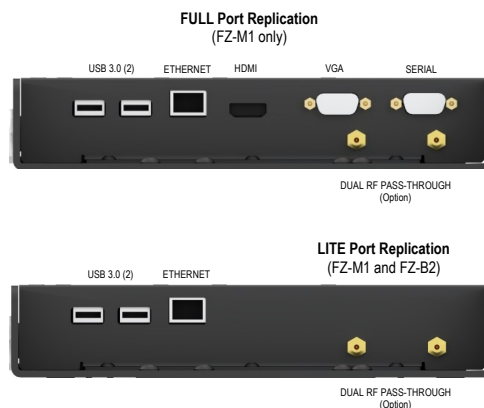 FULL Port Replication
(FZ-M1 only)
USB 3.0 (2) ETHERNET HDMI VGA SERIAL
DUAL RF PASS-THROUGH
(Option)
LITE Port Replication
(FZ-M1 and FZ-B2)
USB 3.0 (2) ETHERNET
DUAL RF PASS-THROUGH
(Option)